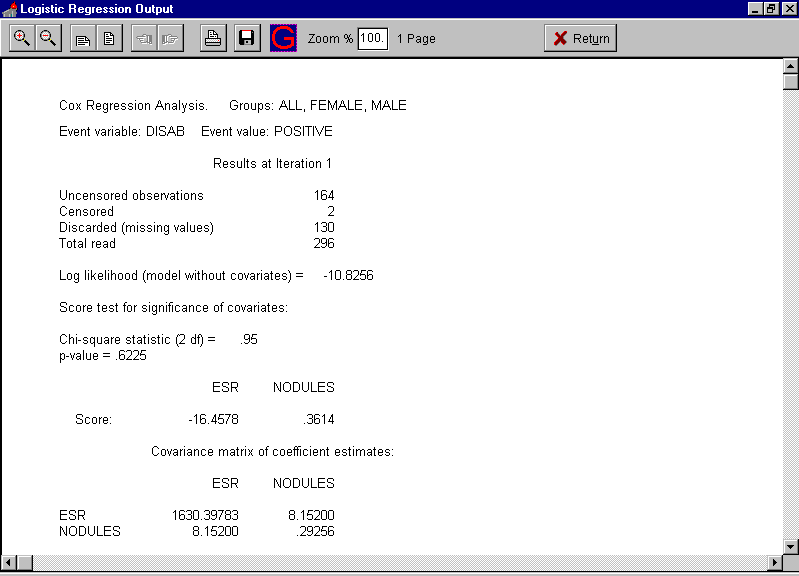 Logistic Regression Output
G Zoom % 100. 1 Page Return
Cox Regression Analysis. Groups: ALL, FEMALE, MALE
Event variable: DISAB Event value: POSITIVE
Results at Iteration 1
Uncensored observations 164
Censored 2
Discarded (missing values) 130
Total read 296
Log likelihood (model without covariates) = -10.8256
Score test for significance of covariates:
Chi-square statistic (2 df) = .95
p-value = .6225
ESR NODULES
Score: -16.4578 .3614
Covariance matrix of coefficient estimates:
ESR NODULES
ESR 1630.39783 8.15200
NODULES 8.15200 .29256